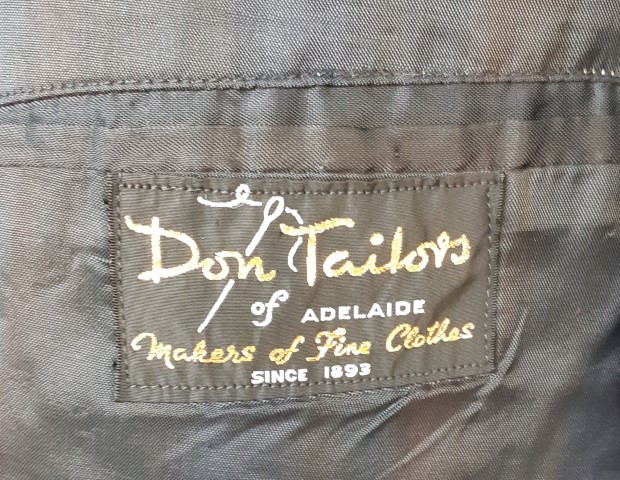 Don Tailors
of ADELAIDE
Makers of Fine Clothes
SINCE 1893